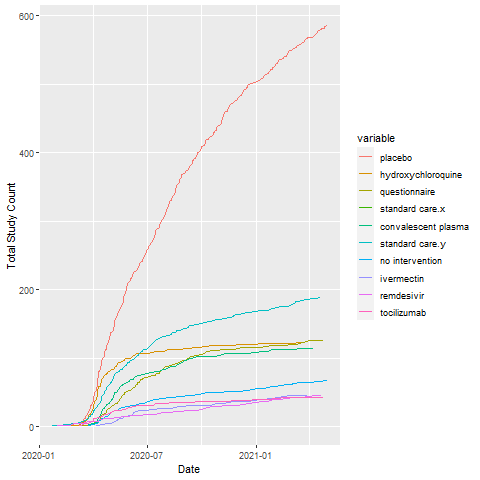 600
400
200
0
Total Study Count
2020-01
2020-07
2021-01
Date
variable
placebo
hydroxychloroquine
questionnaire
standard care.x
convalescent plasma
standard care.y
no intervention
ivermectin
remdesivir
tocilizumab